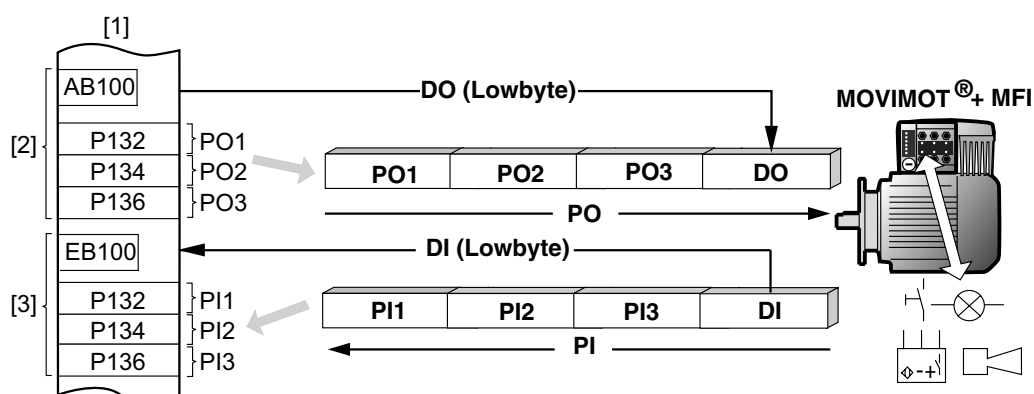 [1]
AB100
DO (Lowbyte)
MOVIMOT ®+ MFI
[2]
P132
PO1
P134
PO2
P136
PO3
PO1 PO2 PO3 DO
PO
EB100
DI (Lowbyte)
[3]
P132
PI1
P134
PI2
P136
PI3
PI1 PI2 PI3 DI
PI
-+